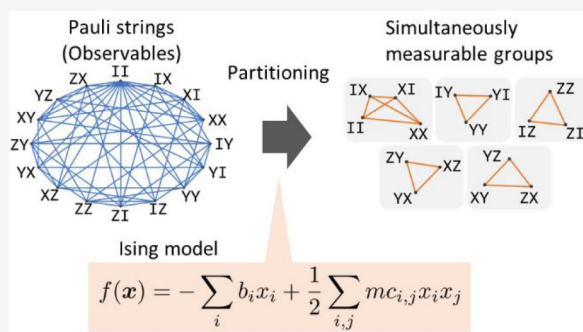 Pauli strings
(Observables)
II
ZX
IX
YZ
XI
XY
XX
ZY
IY
YX
YI
XZ
YY
ZZ
ZI
IZ
Partitioning
Simultaneously
measurable groups
IX XI
II
XX
IY YI
YY
ZZ
IZ ZI
ZY XZ
YX
YZ
XY ZX
Ising model
f(x) = −∑_i b_i x_i + 1/2 ∑_{i,j} mc_{i,j} x_i x_j